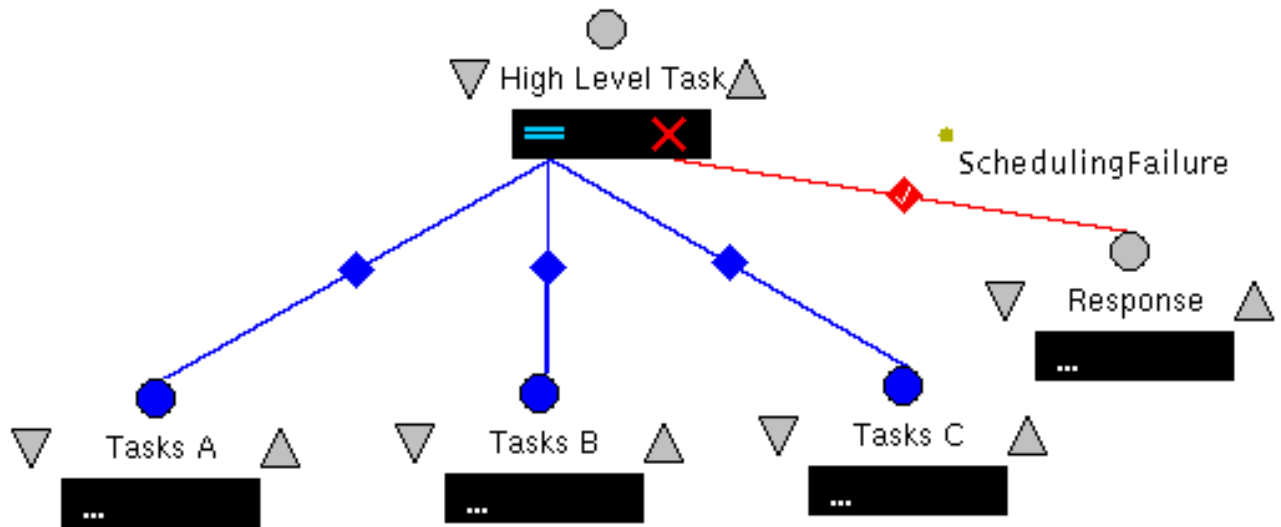 High Level Task
SchedulingFailure
Response
...
Tasks A
Tasks B
Tasks C
...
...
...